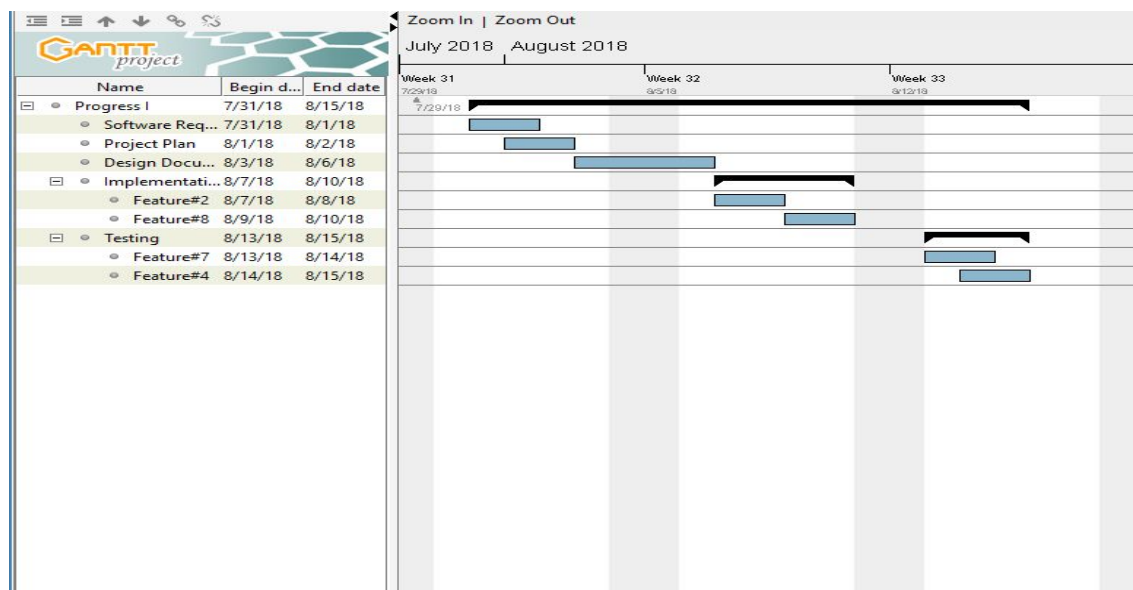 Zoom In | Zoom Out
GANTT
project
July 2018 August 2018
Week 31 Week 32 Week 33
7/29/18 8/5/18 8/12/18
Name Begin d... End date
7/29/18
Progress I 7/31/18 8/15/18
Software Req... 7/31/18 8/1/18
Project Plan 8/1/18 8/2/18
Design Docu... 8/3/18 8/6/18
Implementati... 8/7/18 8/10/18
Feature#2 8/7/18 8/8/18
Feature#8 8/9/18 8/10/18
Testing 8/13/18 8/15/18
Feature#7 8/13/18 8/14/18
Feature#4 8/14/18 8/15/18